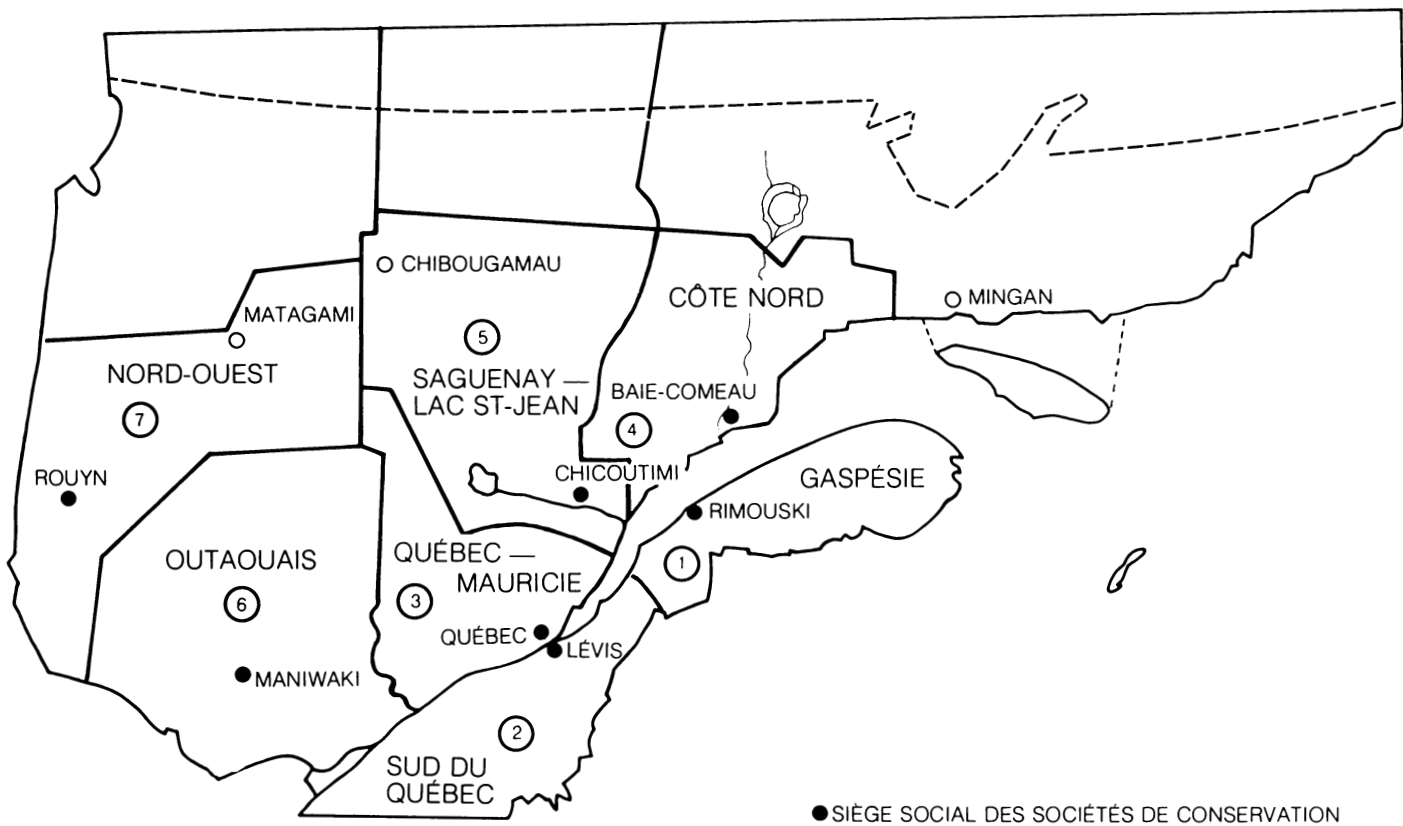 CHIBOUGAMAU
CÔTE NORD
MINGAN
MATAGAMI
5
NORD-OUEST
SAGUENAY —
LAC ST-JEAN
BAIE-COMEAU
7
4
ROUYN
CHICOUTIMI
GASPÉSIE
RIMOUSKI
OUTAOUAIS
QUÉBEC —
MAURICIE
1
6
3
QUÉBEC
LÉVIS
MANIWAKI
2
SUD DU
QUÉBEC
SIÈGE SOCIAL DES SOCIÉTÉS DE CONSERVATION